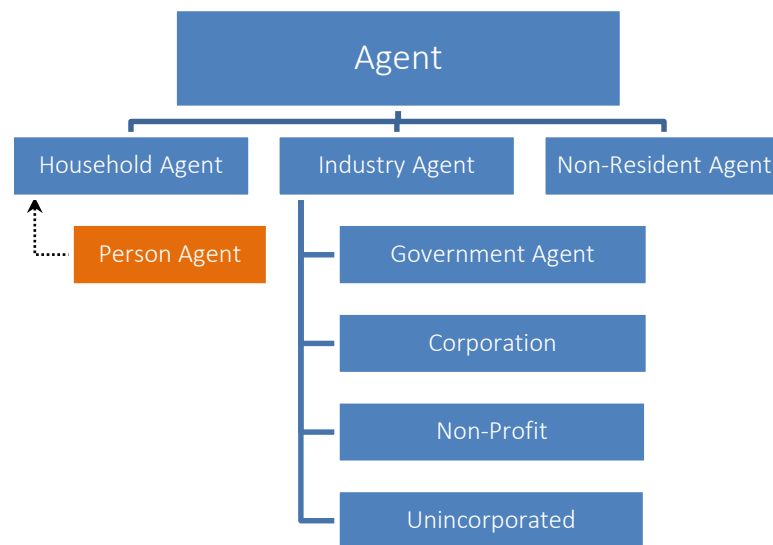 Agent
Household Agent
Industry Agent
Non-Resident Agent
Person Agent
Government Agent
Corporation
Non-Profit
Unincorporated